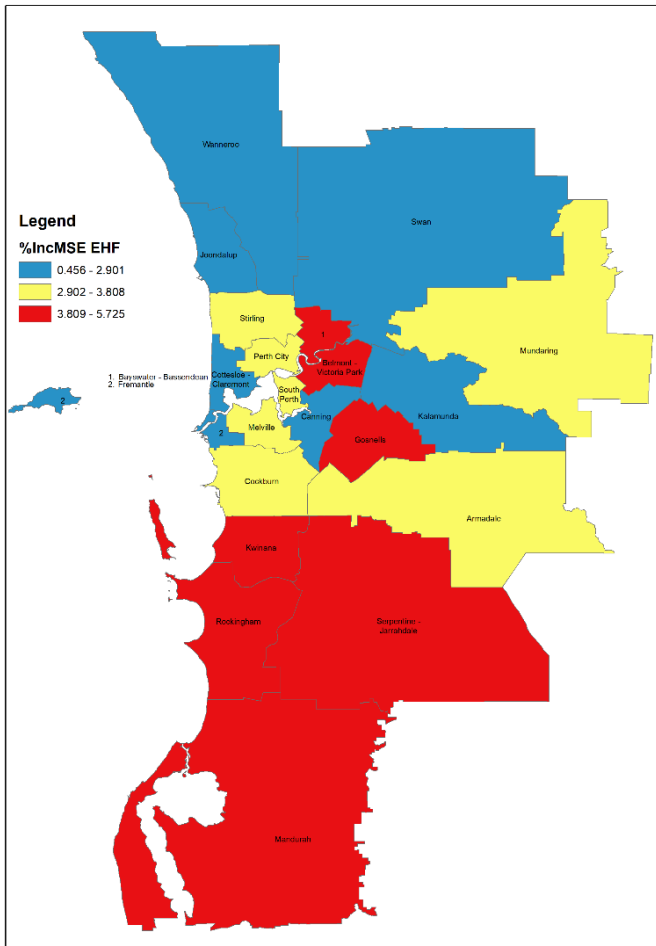 Wanneroo
Swan
Legend
%IncMSE EHF
0.456 - 2.901
2.902 - 3.808
3.809 - 5.725
Joondalup
Stirling
1
Mundaring
Perth City
Belmont -
Victoria Park
1. Bayswater - Bassendean
2. Fremantle
2
Cottesloe -
Claremont
South
Perth
Kalamunda
Canning
Melville
2
Gosnells
Cockburn
Armadale
Kwinana
Rockingham
Serpentine -
Jarrahdale
Mandurah